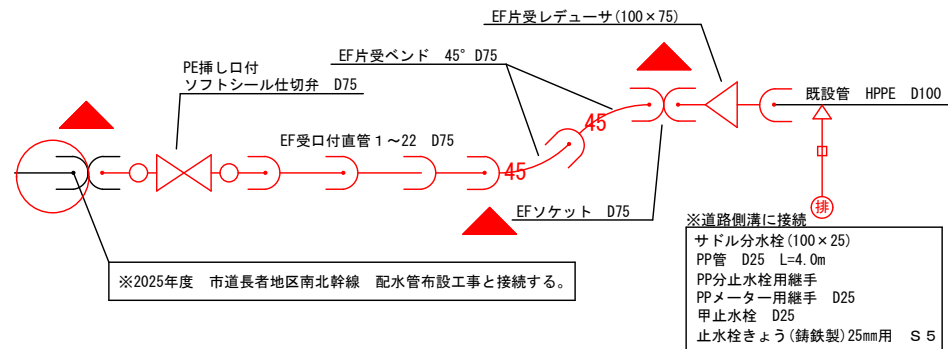 EF片受レデューサ(100×75)
EF片受ベンド 45° D75
PE挿し口付
ソフトシール仕切弁 D75
既設管 HPPE D100
45
EF受口付直管1～22 D75
45
EFソケット D75
排
※道路側溝に接続
サドル分水栓(100×25)
PP管 D25 L=4.0m
PP分止水栓用継手
PPメーター用継手 D25
甲止水栓 D25
止水栓きょう(鋳鉄製)25mm用 S5
※2025年度 市道長者地区南北幹線 配水管布設工事と接続する。